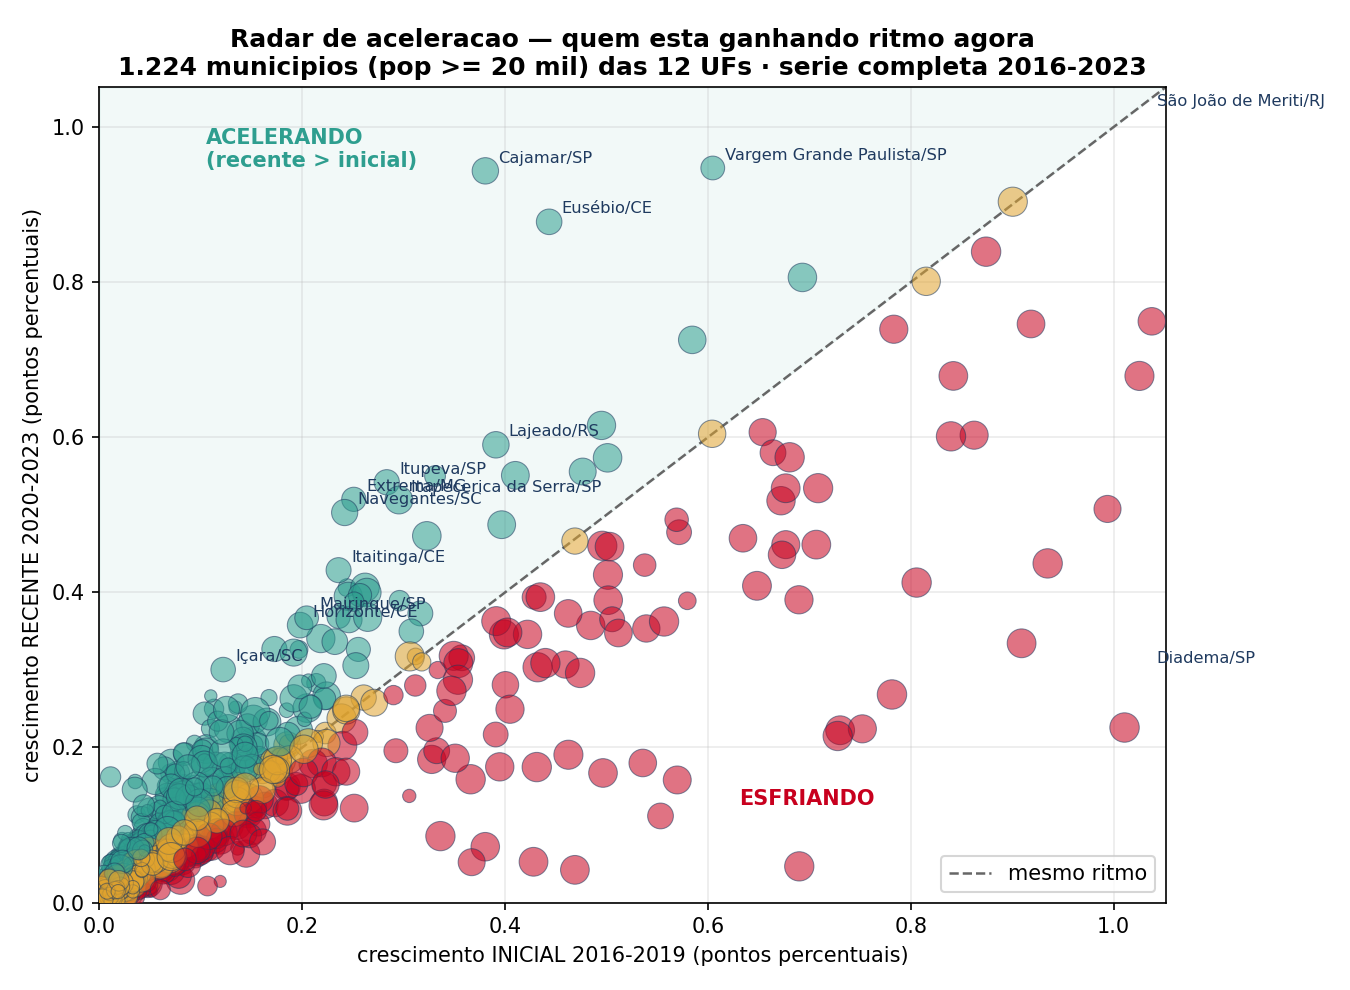 Radar de aceleracao — quem esta ganhando ritmo agora
1.224 municipios (pop >= 20 mil) das 12 UFs · serie completa 2016-2023
São João de Meriti/RJ
ACELERANDO
(recente > inicial)
Cajamar/SP
Vargem Grande Paulista/SP
Eusébio/CE
Lajeado/RS
Itupeva/SP
Extrema/MG
Itapecerica da Serra/SP
Navegantes/SC
Itaitinga/CE
Mairinque/SP
Horizonte/CE
Içara/SC
Diadema/SP
ESFRIANDO
mesmo ritmo
crescimento RECENTE 2020-2023 (pontos percentuais)
1.0
0.8
0.6
0.4
0.2
0.0
0.0 0.2 0.4 0.6 0.8 1.0
crescimento INICIAL 2016-2019 (pontos percentuais)